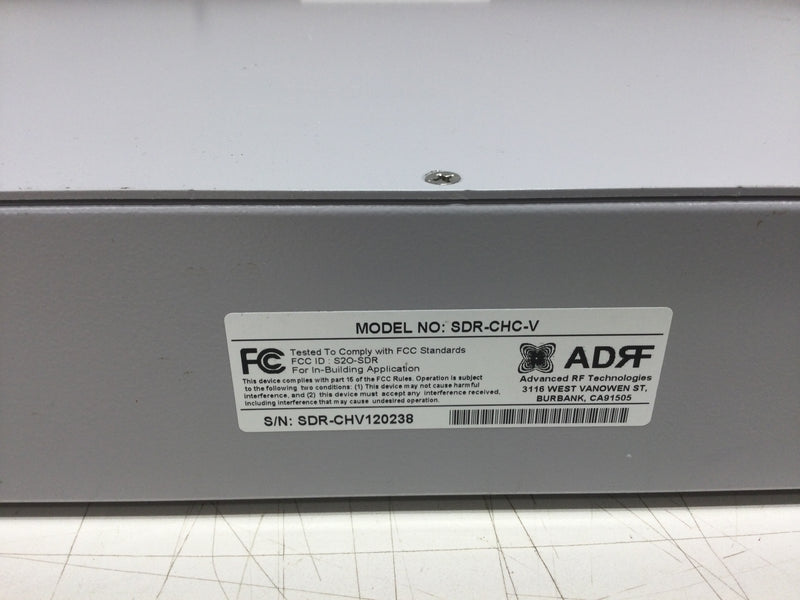 MODEL NO: SDR-CHC-V
FC
Tested To Comply with FCC Standards
FCC ID : S2O-SDR
For In-Building Application
This device complies with part 15 of the FCC Rules. Operation is subject
to the following two conditions: (1) This device may not cause harmful
interference, and (2) this device must accept any interference received,
including interference that may cause undesired operation.
ADRF
Advanced RF Technologies
3116 WEST VANOWEN ST,
BURBANK, CA91505
S/N: SDR-CHV120238